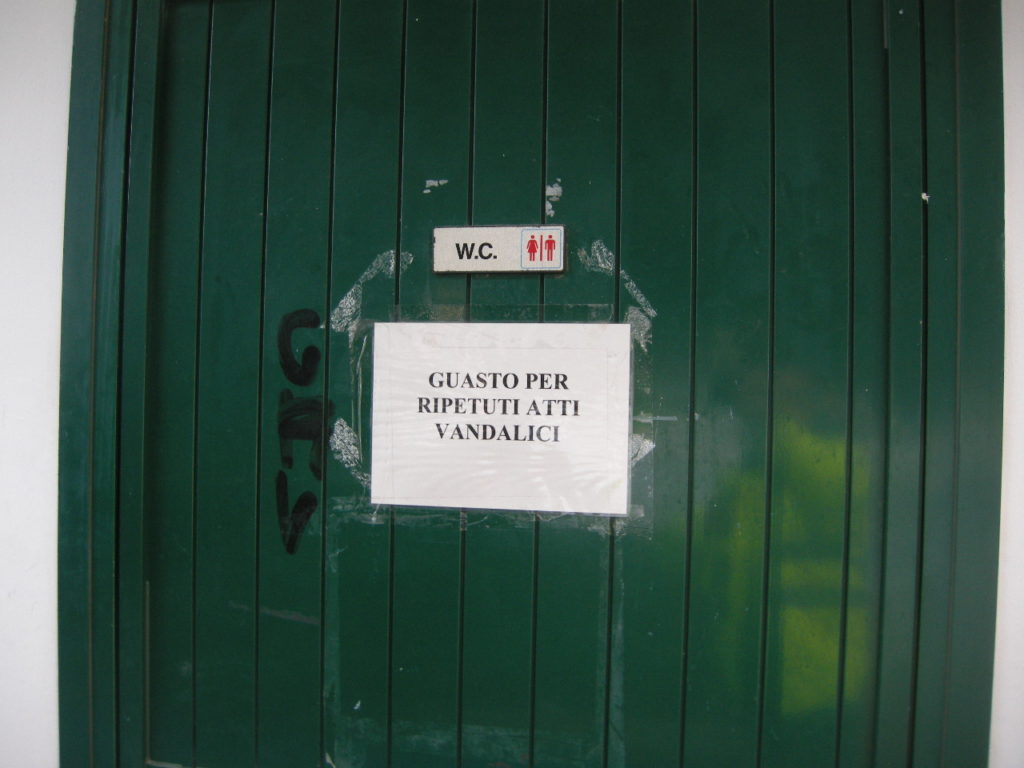 W.C.
GUASTO PER
RIPETUTI ATTI
VANDALICI